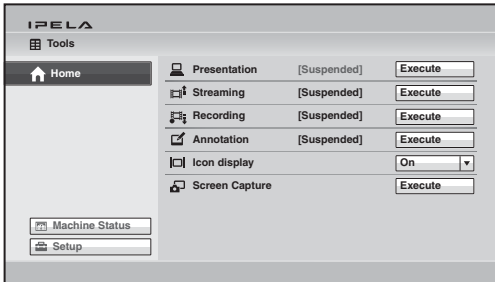 IPELA
Tools
Home
Presentation [Suspended] Execute
Streaming [Suspended] Execute
Recording [Suspended] Execute
Annotation [Suspended] Execute
Icon display On
Screen Capture Execute
Machine Status
Setup